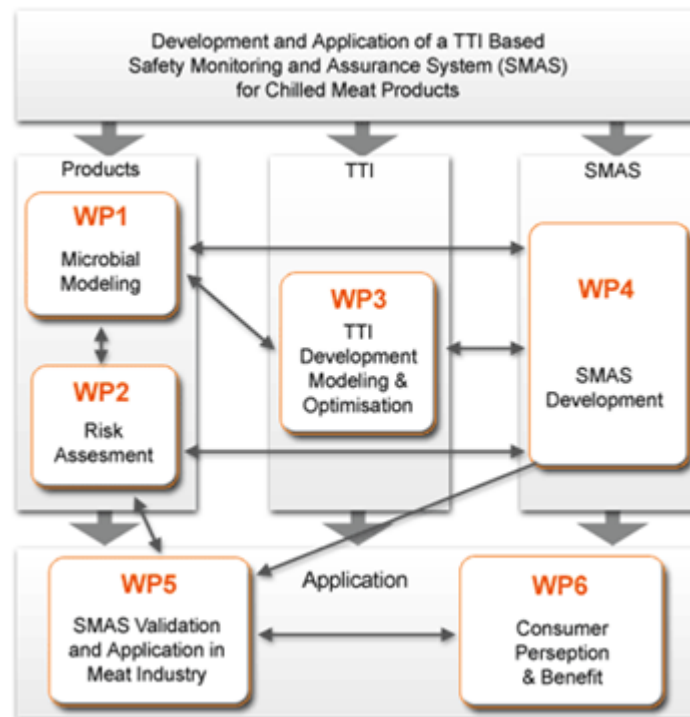 Development and Application of a TTI Based
Safety Monitoring and Assurance System (SMAS)
for Chilled Meat Products
Products
TTI
SMAS
WP1
Microbial
Modeling
WP2
Risk
Assesment
WP3
TTI
Development
Modeling &
Optimisation
WP4
SMAS
Development
Application
WP5
SMAS Validation
and Application in
Meat Industry
WP6
Consumer
Perseption
& Benefit